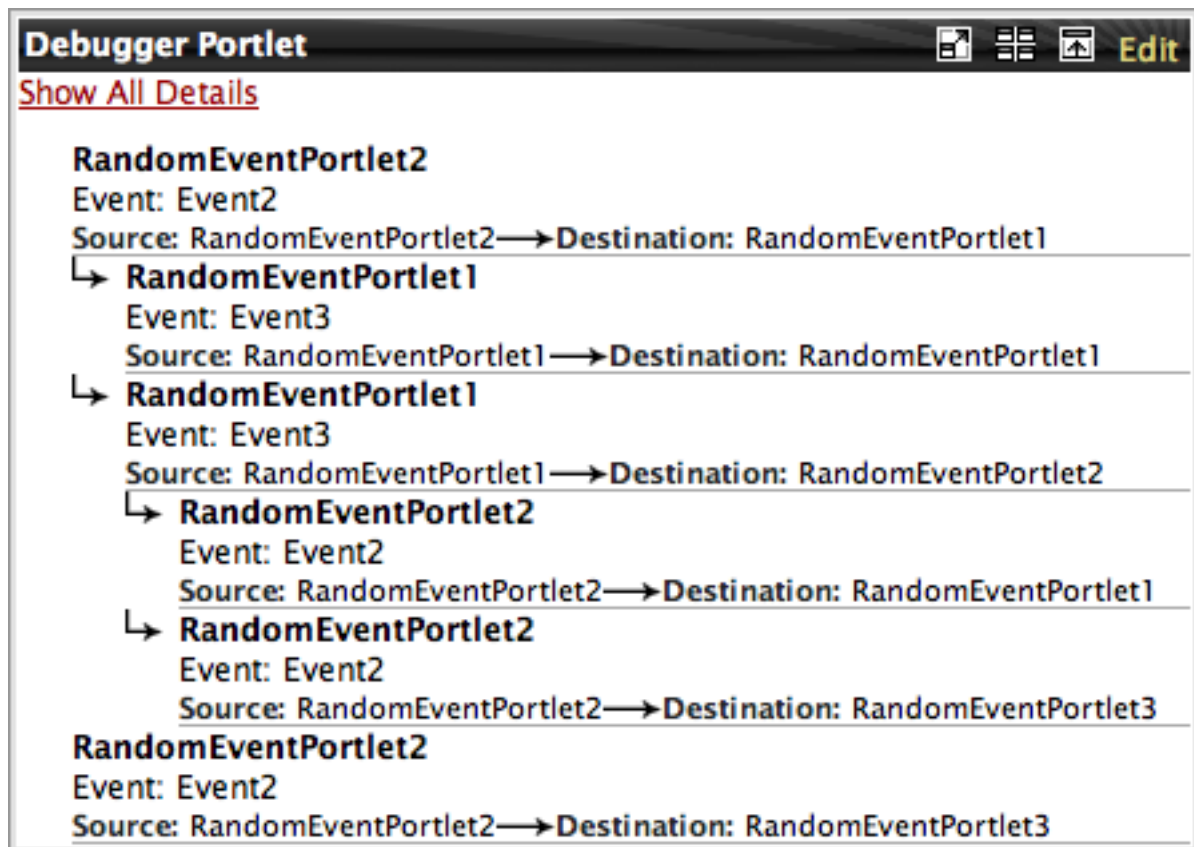 Debugger Portlet Edit
Show All Details
RandomEventPortlet2
Event: Event2
Source: RandomEventPortlet2⟶Destination: RandomEventPortlet1
RandomEventPortlet1
Event: Event3
Source: RandomEventPortlet1⟶Destination: RandomEventPortlet1
RandomEventPortlet1
Event: Event3
Source: RandomEventPortlet1⟶Destination: RandomEventPortlet2
RandomEventPortlet2
Event: Event2
Source: RandomEventPortlet2⟶Destination: RandomEventPortlet1
RandomEventPortlet2
Event: Event2
Source: RandomEventPortlet2⟶Destination: RandomEventPortlet3
RandomEventPortlet2
Event: Event2
Source: RandomEventPortlet2⟶Destination: RandomEventPortlet3